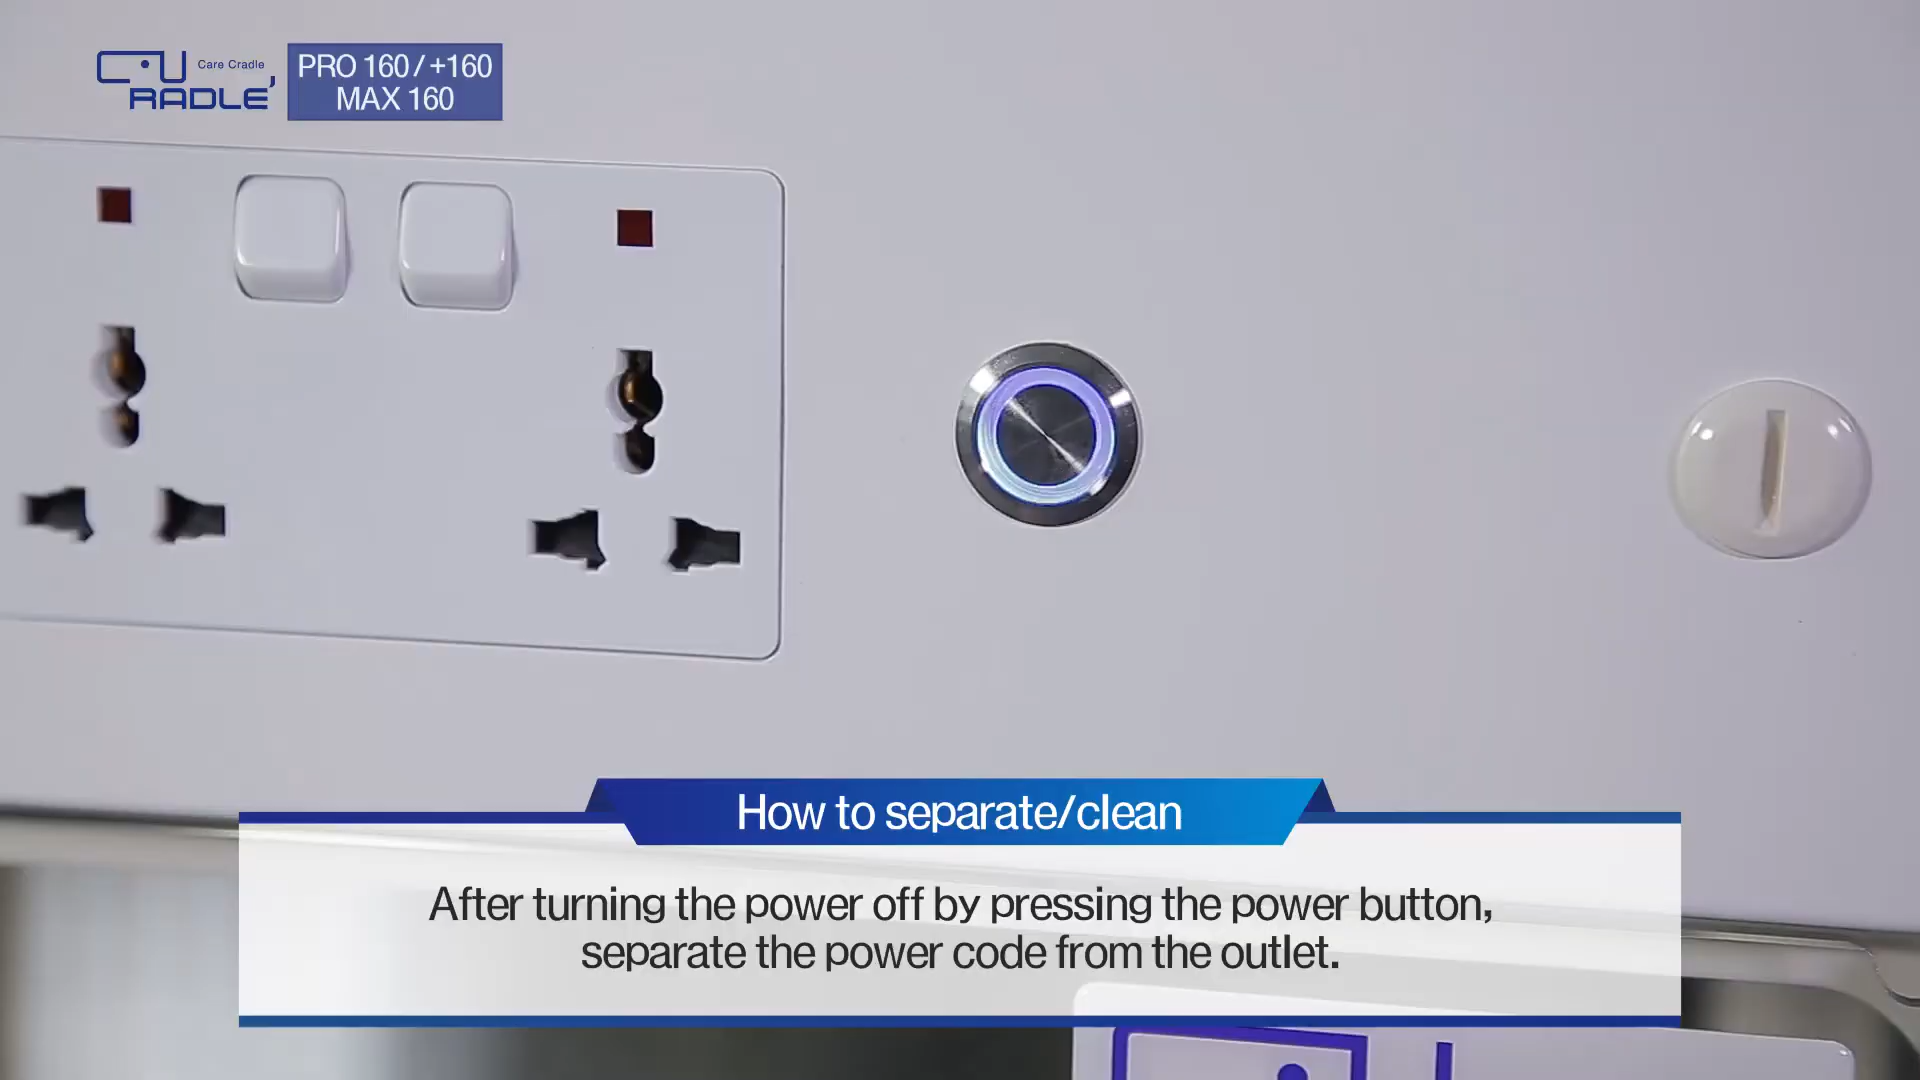 CU Care Cradle
RADLE'
PRO 160 / +160
MAX 160
How to separate/clean
After turning the power off by pressing the power button,
separate the power code from the outlet.